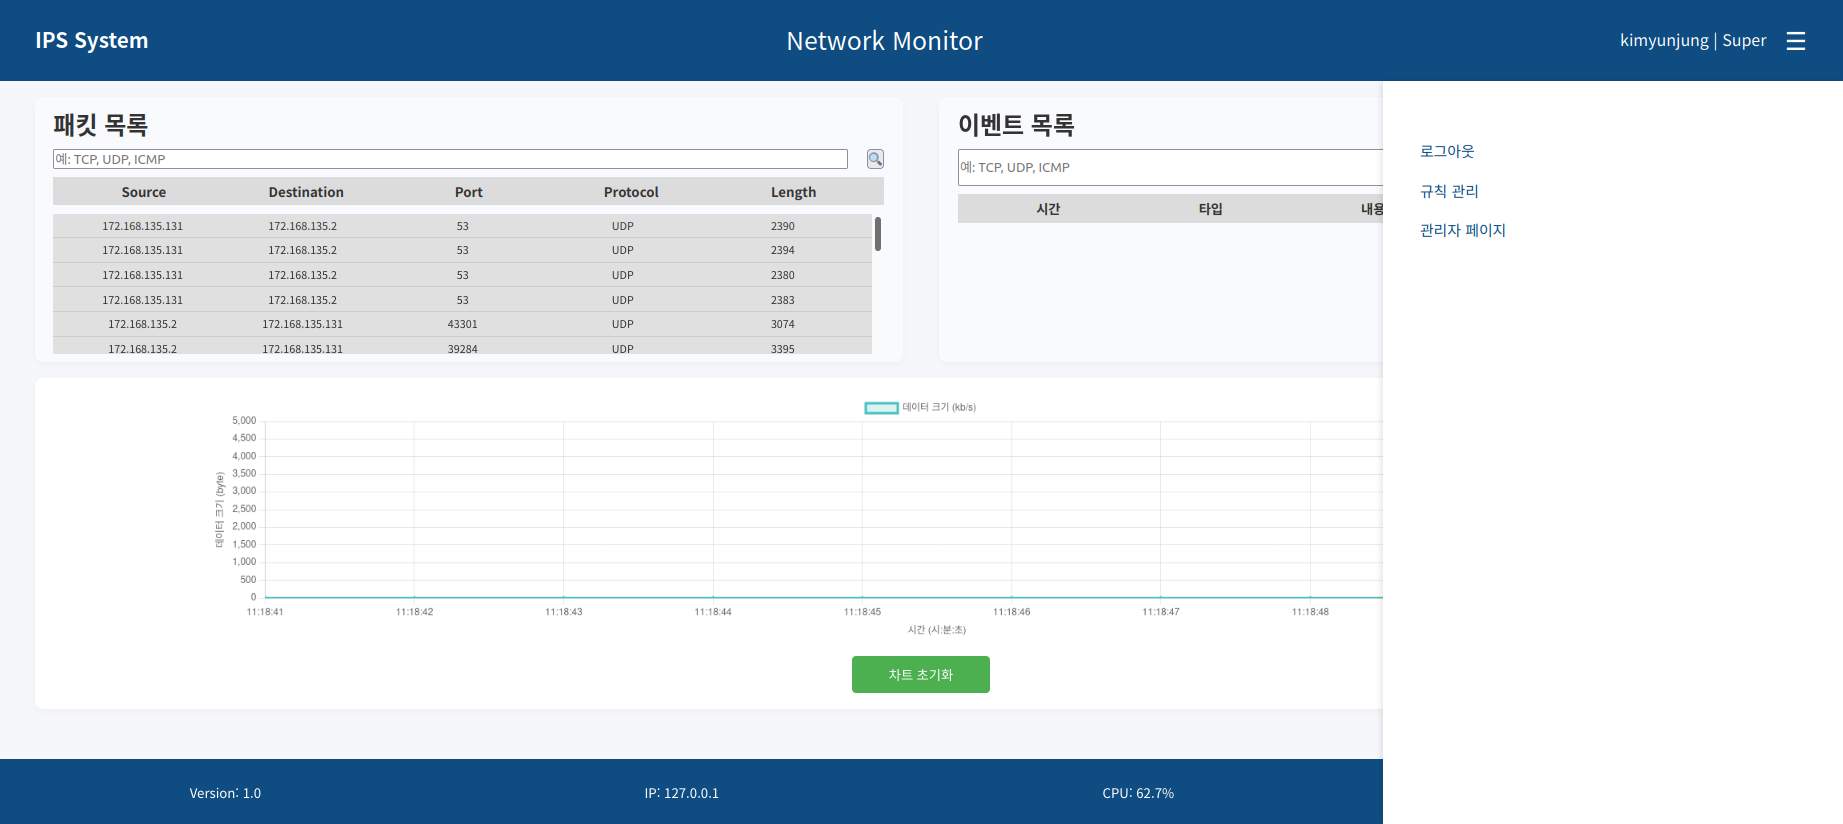 IPS System
Network Monitor
kimyunjung | Super
패킷 목록
예: TCP, UDP, ICMP
Source Destination Port Protocol Length
172.168.135.131 172.168.135.2 53 UDP 2390
172.168.135.131 172.168.135.2 53 UDP 2394
172.168.135.131 172.168.135.2 53 UDP 2380
172.168.135.131 172.168.135.2 53 UDP 2383
172.168.135.2 172.168.135.131 43301 UDP 3074
172.168.135.2 172.168.135.131 39284 UDP 3395
이벤트 목록
예: TCP, UDP, ICMP
시간 타입 내용
로그아웃
규칙 관리
관리자 페이지
데이터 크기 (kb/s)
데이터 크기 (byte)
5,000
4,500
4,000
3,500
3,000
2,500
2,000
1,500
1,000
500
0
11:18:41 11:18:42 11:18:43 11:18:44 11:18:45 11:18:46 11:18:47 11:18:48
시간 (시:분:초)
차트 초기화
Version: 1.0
IP: 127.0.0.1
CPU: 62.7%